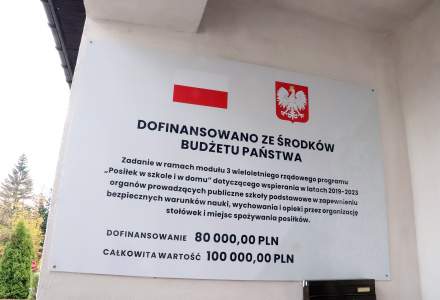 DOFINANSOWANO ZE ŚRODKÓW
BUDŻETU PAŃSTWA
Zadanie w ramach modułu 3 wieloletniego rządowego programu
„Posiłek w szkole i w domu" dotyczącego wspierania w latach 2019-2023
organów prowadzących publiczne szkoły podstawowe w zapewnieniu
bezpiecznych warunków nauki, wychowania i opieki przez organizację
stołówek i miejsc spożywania posiłków.
DOFINANSOWANIE 80 000,00 PLN
CAŁKOWITA WARTOŚĆ 100 000,00 PLN